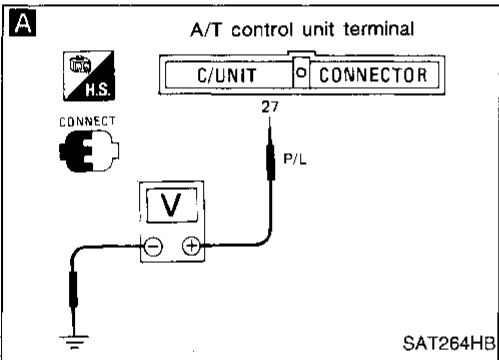 A
A/T control unit terminal
C/UNIT CONNECTOR
H.S.
CONNECT
27
P/L
V
SAT264HB